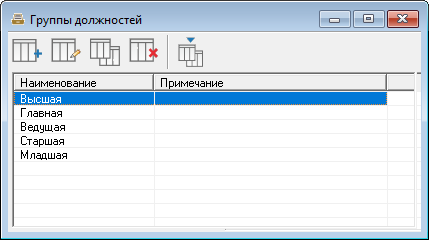 Группы должностей
Наименование Примечание
Высшая
Главная
Ведущая
Старшая
Младшая